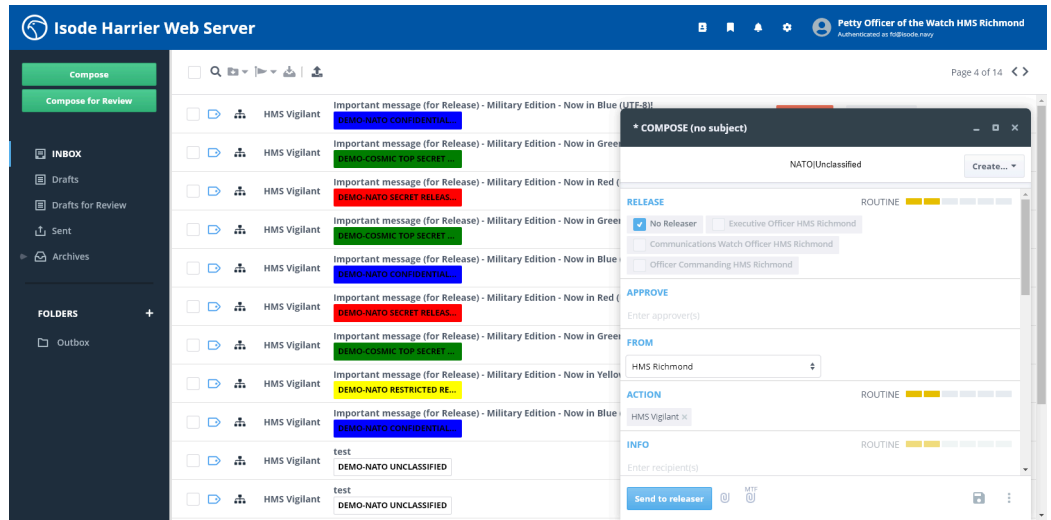 Isode Harrier Web Server
Petty Officer of the Watch HMS Richmond
Authenticated as fd@isode.navy
Compose
Compose for Review
INBOX
Drafts
Drafts for Review
Sent
Archives
FOLDERS +
Outbox
Page 4 of 14
HMS Vigilant
Important message (for Release) - Military Edition - Now in Blue (UTF-8)!
DEMO-NATO CONFIDENTIAL...
HMS Vigilant
Important message (for Release) - Military Edition - Now in Green
DEMO-COSMIC TOP SECRET ...
HMS Vigilant
Important message (for Release) - Military Edition - Now in Red (
DEMO-NATO SECRET RELEAS...
HMS Vigilant
Important message (for Release) - Military Edition - Now in Green
DEMO-COSMIC TOP SECRET ...
HMS Vigilant
Important message (for Release) - Military Edition - Now in Blue
DEMO-NATO CONFIDENTIAL...
HMS Vigilant
Important message (for Release) - Military Edition - Now in Red (
DEMO-NATO SECRET RELEAS...
HMS Vigilant
Important message (for Release) - Military Edition - Now in Green
DEMO-COSMIC TOP SECRET ...
HMS Vigilant
Important message (for Release) - Military Edition - Now in Yellow
DEMO-NATO RESTRICTED RE...
HMS Vigilant
Important message (for Release) - Military Edition - Now in Blue
DEMO-NATO CONFIDENTIAL...
HMS Vigilant
test
DEMO-NATO UNCLASSIFIED
HMS Vigilant
test
DEMO-NATO UNCLASSIFIED
* COMPOSE (no subject)
NATO|Unclassified
Create...
RELEASE
ROUTINE
No Releaser
Executive Officer HMS Richmond
Communications Watch Officer HMS Richmond
Officer Commanding HMS Richmond
APPROVE
Enter approver(s)
FROM
HMS Richmond
ACTION
ROUTINE
HMS Vigilant ×
INFO
ROUTINE
Enter recipient(s)
Send to releaser
MTF